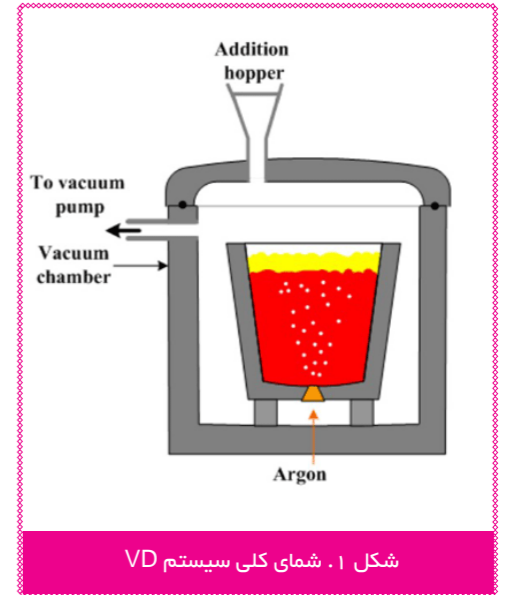 Addition
hopper
To vacuum
pump
Vacuum
chamber
Argon
شکل ۱. شمای کلی سیستم VD